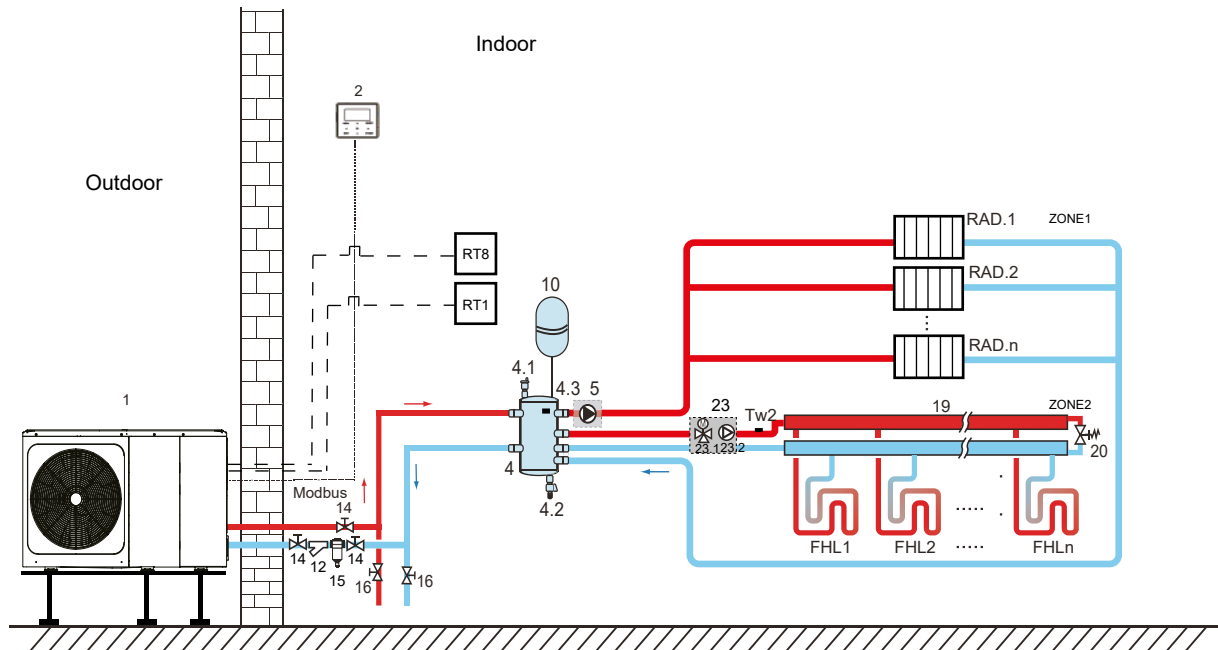 Indoor
2
Outdoor
RAD.1
ZONE1
RT8
RAD.2
10
RT1
RAD.n
4.1
4.3
5
1
23
Tw2
19
ZONE2
23.1
23.2
20
4
Modbus
14
4.2
14
12
15
14
FHL1
FHL2
FHLn
16
16